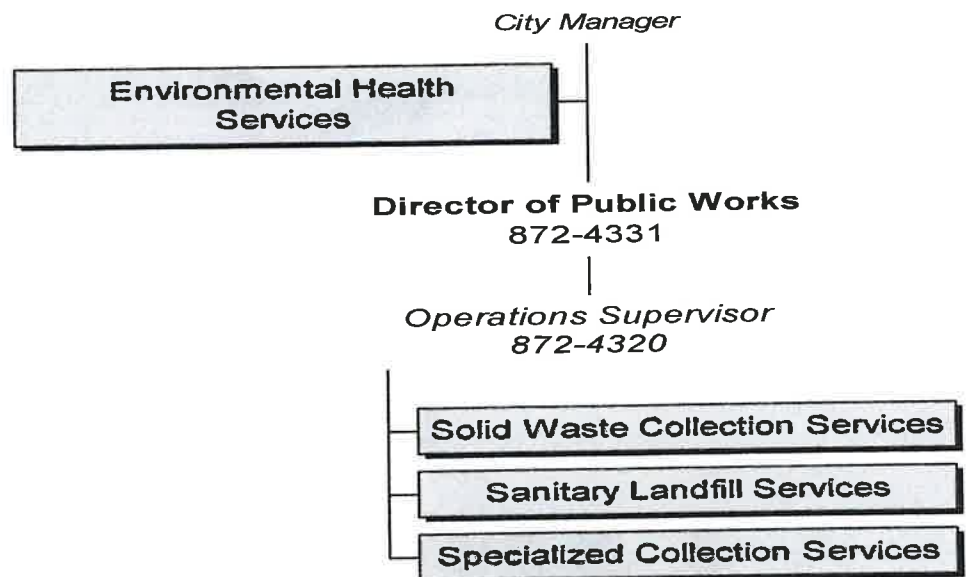 City Manager
Environmental Health
Services
Director of Public Works
872-4331
Operations Supervisor
872-4320
Solid Waste Collection Services
Sanitary Landfill Services
Specialized Collection Services